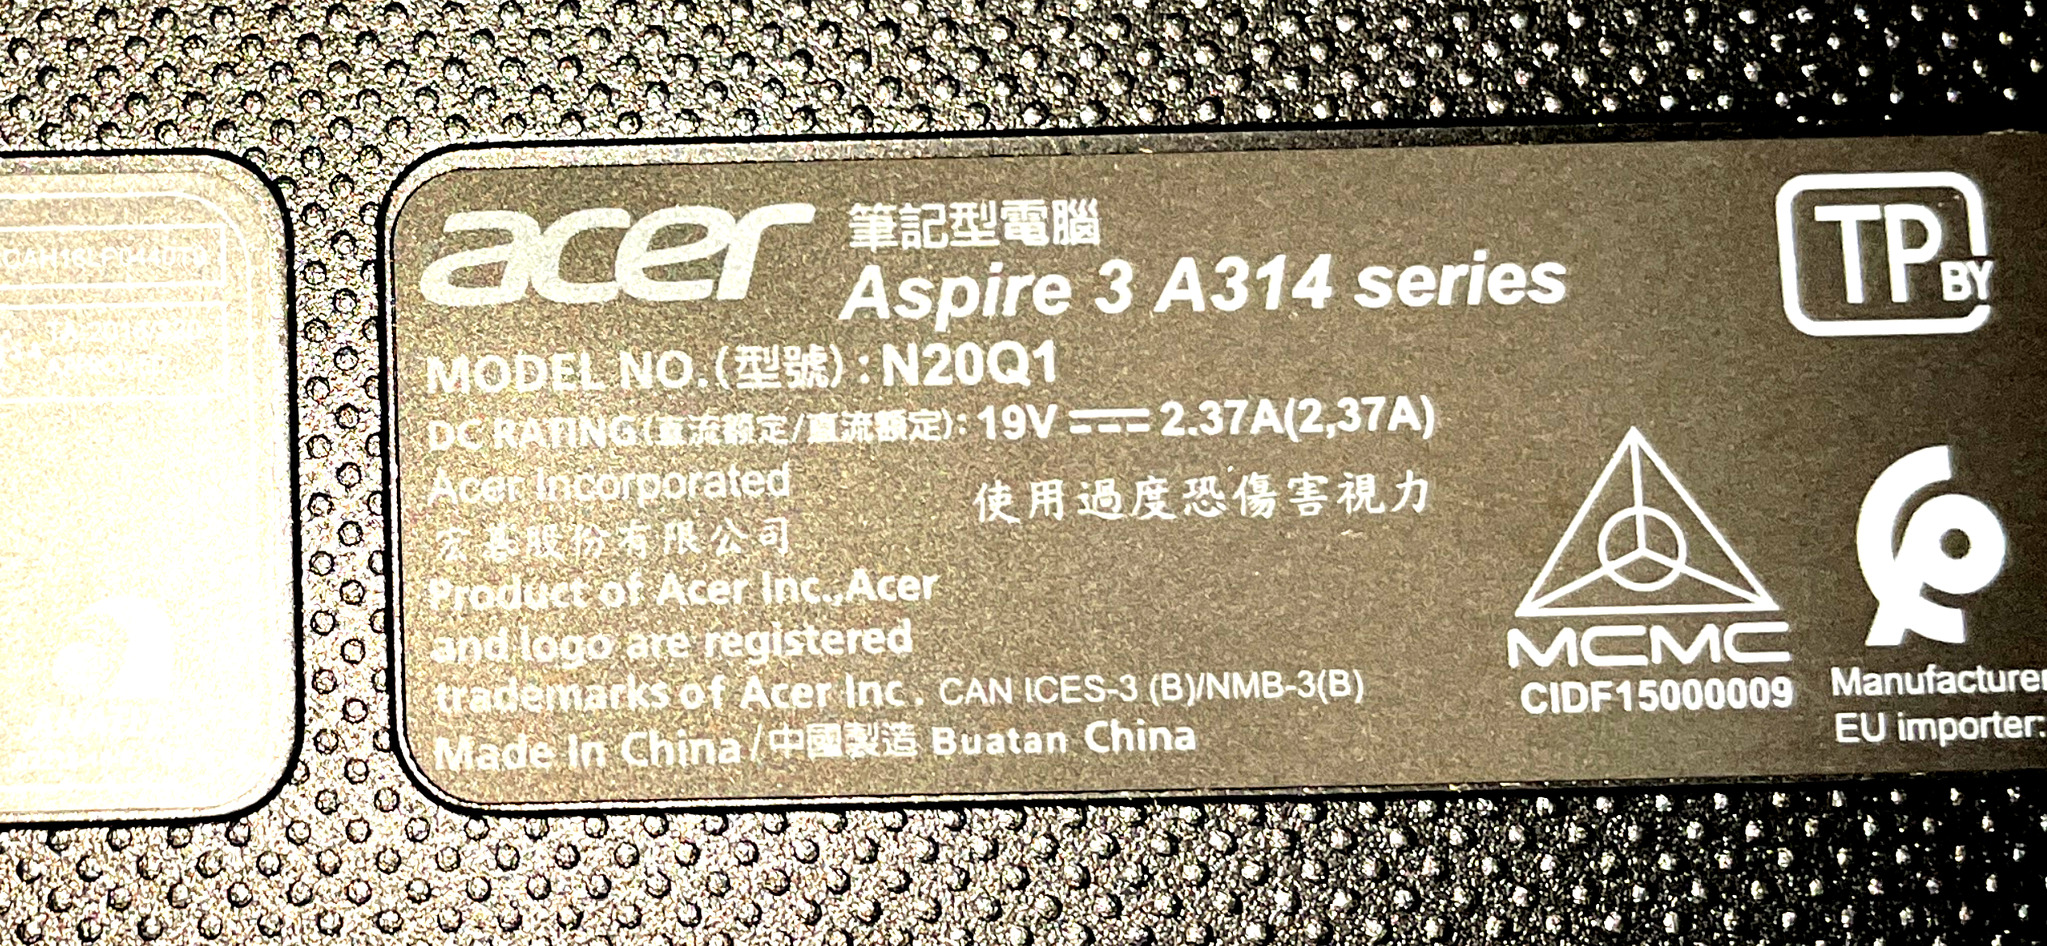 acer 筆記型電腦
Aspire 3 A314 series
MODEL NO.(型號) : N20Q1
DC RATING(直流額定/直流額定): 19V 2.37A(2,37A)
Acer Incorporated
宏碁股份有限公司
使用過度恐傷害視力
Product of Acer Inc.,Acer
and logo are registered
trademarks of Acer Inc. CAN ICES-3 (B)/NMB-3(B)
Made in China/中國製造 Buatan China
TP BY
MCMC
CIDF15000009
Manufacturer
EU importer: